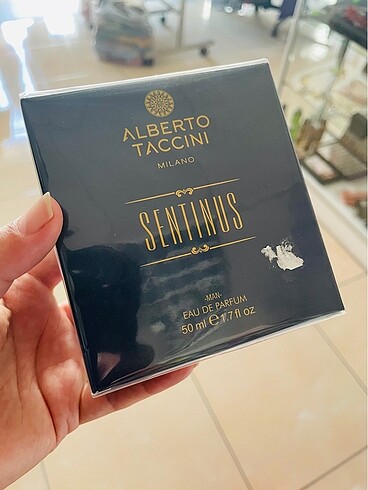 ALBERTO
TACCINI
MILANO
SENTINUS
-MAN-
EAU DE PARFUM
50 ml ℮ 1.7 fl oz